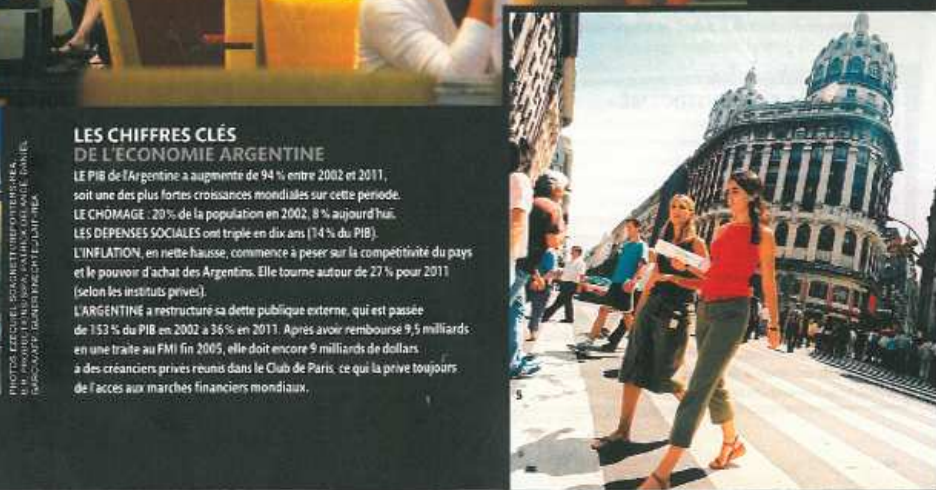 LES CHIFFRES CLÉS
DE L'ÉCONOMIE ARGENTINE
LE PIB de l'Argentine a augmenté de 94 % entre 2002 et 2011,
soit une des plus fortes croissances mondiales sur cette période.
LE CHÔMAGE : 20 % de la population en 2002, 8 % aujourd'hui.
LES DÉPENSES SOCIALES ont triplé en dix ans (14 % du PIB).
L'INFLATION, en nette hausse, commence à peser sur la compétitivité du pays
et le pouvoir d'achat des Argentins. Elle tourne autour de 27 % pour 2011
(selon les instituts privés).
L'ARGENTINE a restructuré sa dette publique externe, qui est passée
de 153 % du PIB en 2002 à 36 % en 2011. Après avoir remboursé 9,5 milliards
en une traite au FMI fin 2005, elle doit encore 9 milliards de dollars
à des créanciers privés réunis dans le Club de Paris, ce qui la prive toujours
de l'accès aux marchés financiers mondiaux.
5